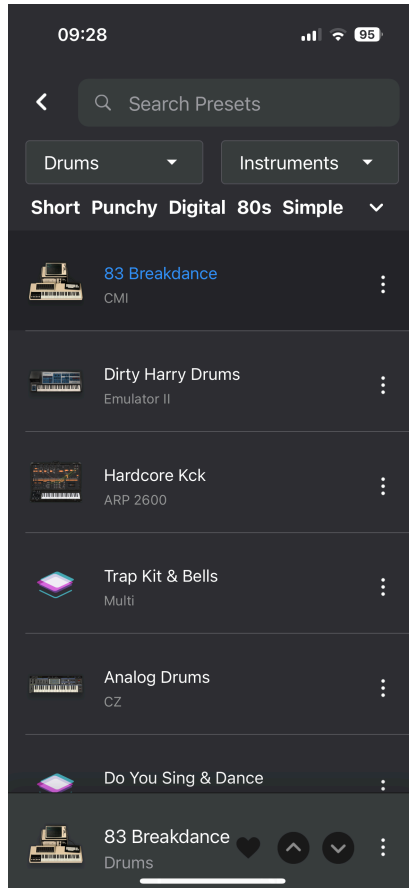 09:28
95
Search Presets
Drums
Instruments
Short Punchy Digital 80s Simple
83 Breakdance
CMI
Dirty Harry Drums
Emulator II
Hardcore Kck
ARP 2600
Trap Kit & Bells
Multi
Analog Drums
CZ
Do You Sing & Dance
83 Breakdance
Drums